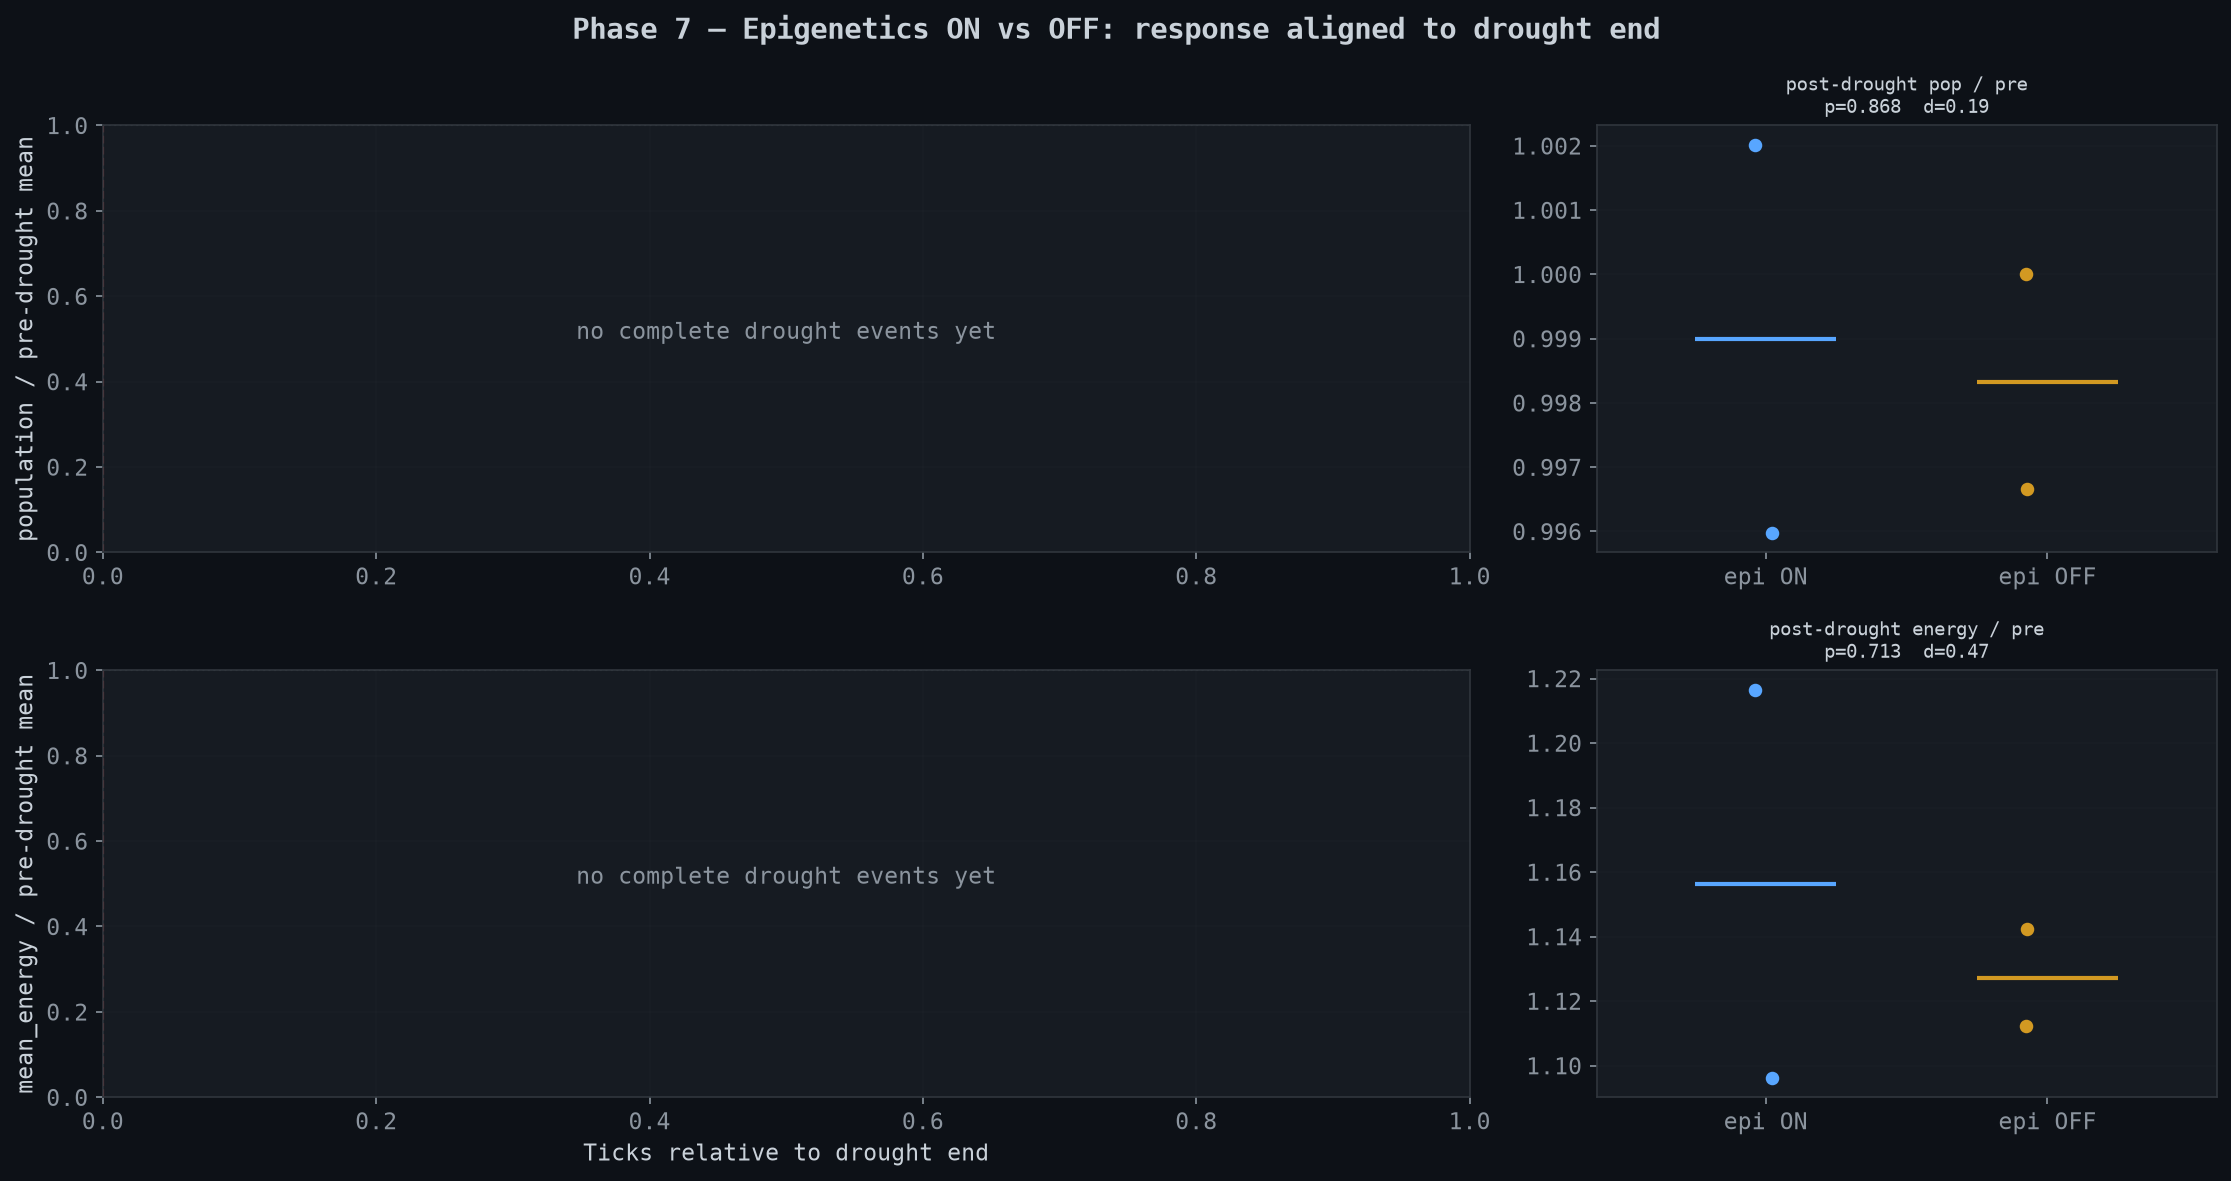 Phase 7 — Epigenetics ON vs OFF: response aligned to drought end
population / pre-drought mean
1.0
0.8
0.6
0.4
0.2
0.0
no complete drought events yet
0.0 0.2 0.4 0.6 0.8 1.0
post-drought pop / pre
p=0.868 d=0.19
1.002
1.001
1.000
0.999
0.998
0.997
0.996
epi ON epi OFF
mean_energy / pre-drought mean
1.0
0.8
0.6
0.4
0.2
0.0
no complete drought events yet
0.0 0.2 0.4 0.6 0.8 1.0
Ticks relative to drought end
post-drought energy / pre
p=0.713 d=0.47
1.22
1.20
1.18
1.16
1.14
1.12
1.10
epi ON epi OFF